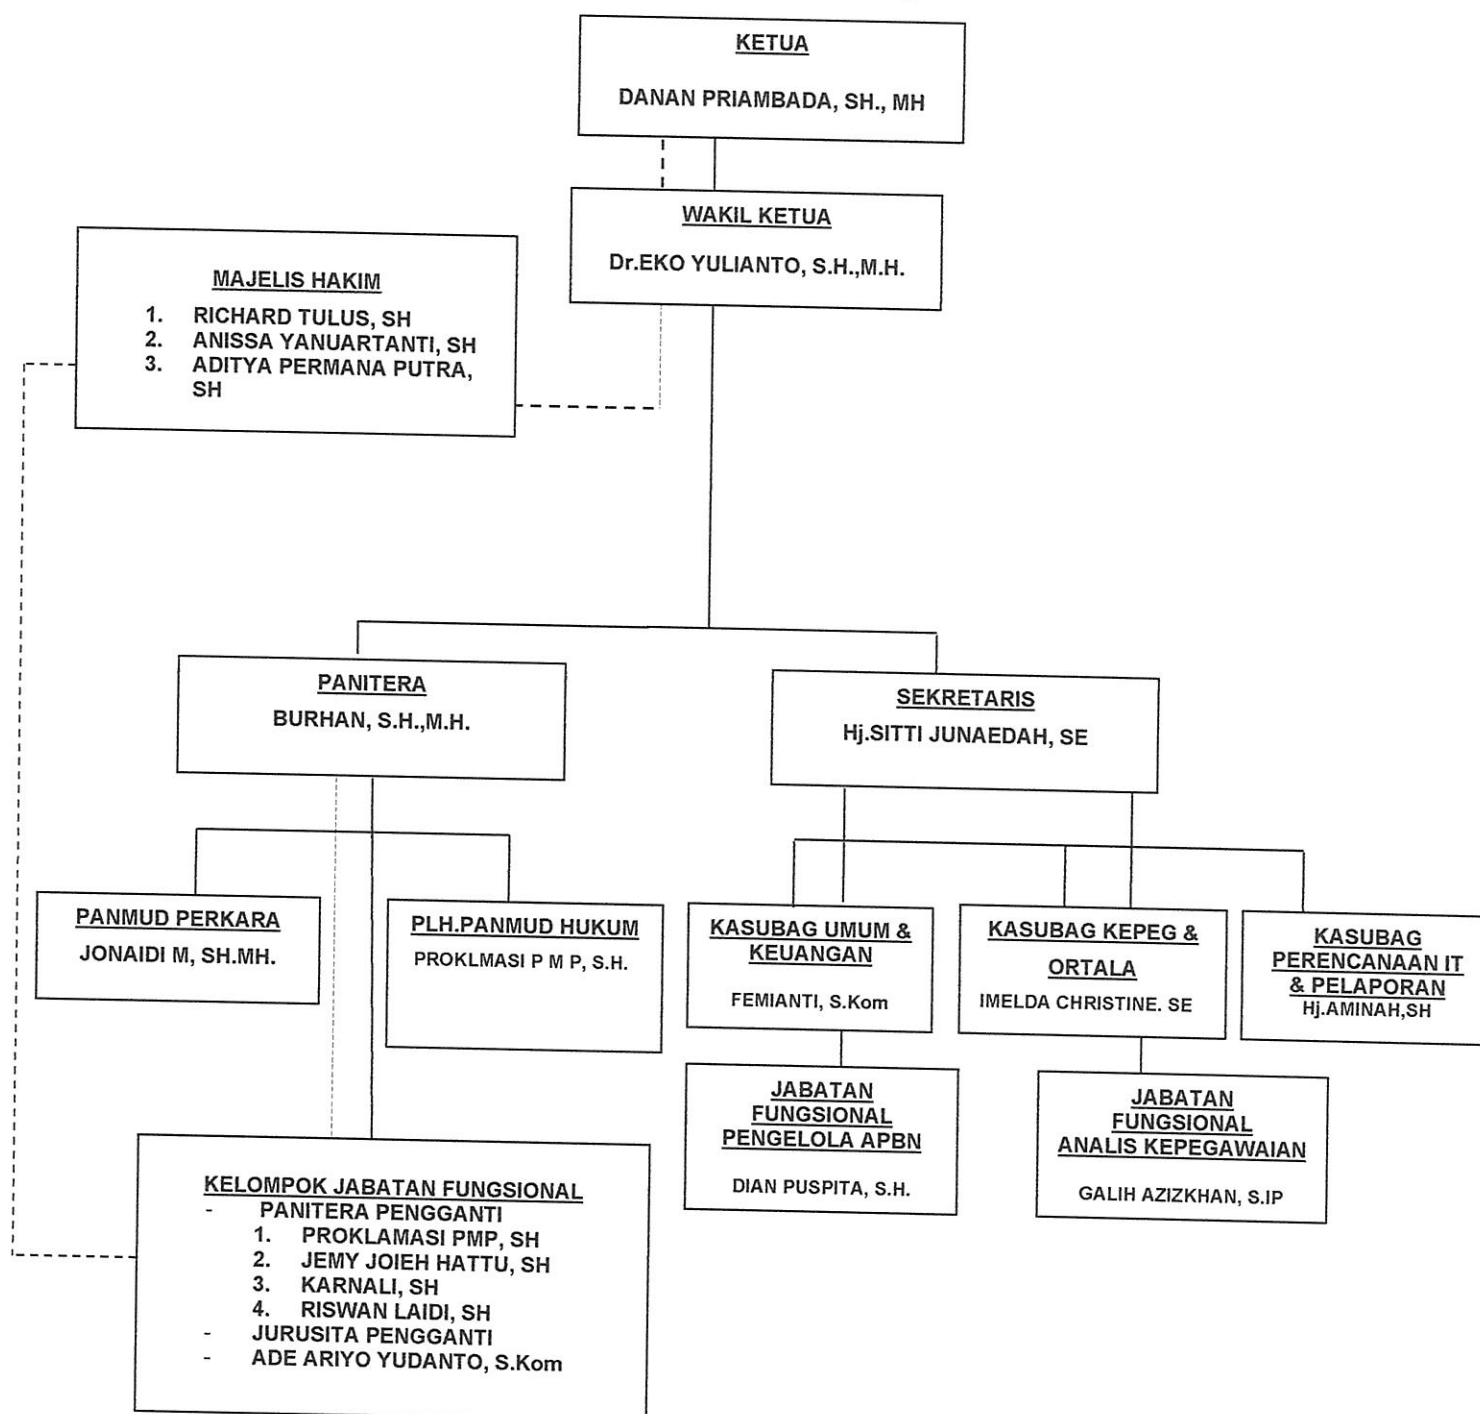 KETUA
DANAN PRIAMBADA, SH., MH
WAKIL KETUA
Dr.EKO YULIANTO, S.H.,M.H.
MAJELIS HAKIM
1. RICHARD TULUS, SH
2. ANISSA YANUARTANTI, SH
3. ADITYA PERMANA PUTRA,
SH
PANITERA
BURHAN, S.H.,M.H.
SEKRETARIS
Hj.SITTI JUNAEDAH, SE
PANMUD PERKARA
JONAIDI M, SH.MH.
PLH.PANMUD HUKUM
PROKLMASI P M P, S.H.
KASUBAG UMUM &
KEUANGAN
FEMIANTI, S.Kom
KASUBAG KEPEG &
ORTALA
IMELDA CHRISTINE. SE
KASUBAG
PERENCANAAN IT
& PELAPORAN
Hj.AMINAH,SH
JABATAN
FUNGSIONAL
PENGELOLA APBN
DIAN PUSPITA, S.H.
JABATAN
FUNGSIONAL
ANALIS KEPEGAWAIAN
GALIH AZIZKHAN, S.IP
KELOMPOK JABATAN FUNGSIONAL
- PANITERA PENGGANTI
1. PROKLAMASI PMP, SH
2. JEMY JOIEH HATTU, SH
3. KARNALI, SH
4. RISWAN LAIDI, SH
- JURUSITA PENGGANTI
- ADE ARIYO YUDANTO, S.Kom